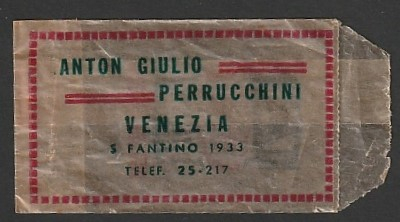 ANTON GIULIO
PERRUCCHINI
VENEZIA
S FANTINO 1933
TELEF. 25-217